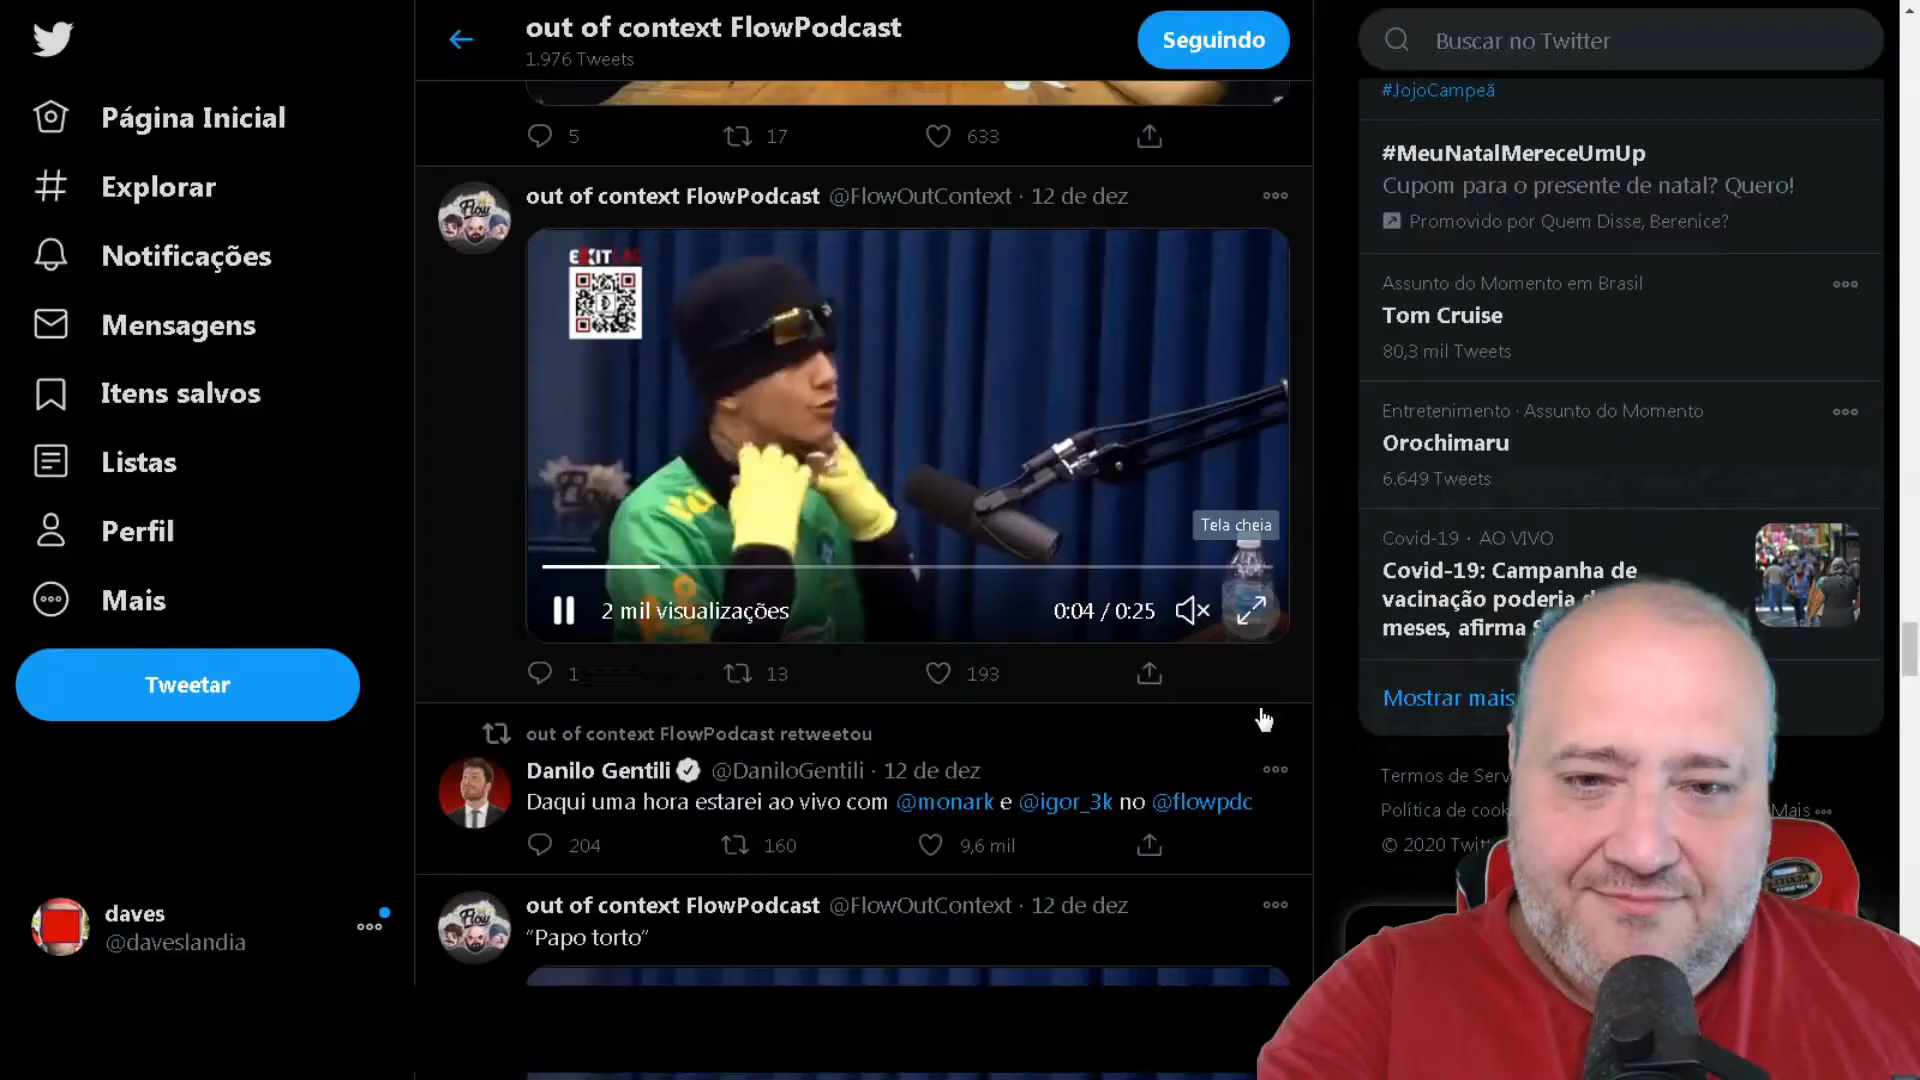 Página Inicial
Explorar
Notificações
Mensagens
Itens salvos
Listas
Perfil
Mais
Tweetar
daves
@daveslandia
out of context FlowPodcast
1.976 Tweets
Seguindo
5 17 633
out of context FlowPodcast @FlowOutContext · 12 de dez
Flow
Tela cheia
2 mil visualizações
0:04 / 0:25
1 13 193
out of context FlowPodcast retweetou
Danilo Gentili @DaniloGentili · 12 de dez
Daqui uma hora estarei ao vivo com @monark e @igor_3k no @flowpdc
204 160 9,6 mil
out of context FlowPodcast @FlowOutContext · 12 de dez
Flow
"Papo torto"
Buscar no Twitter
#JojoCampeã
#MeuNatalMereceUmUp
Cupom para o presente de natal? Quero!
Promovido por Quem Disse, Berenice?
Assunto do Momento em Brasil
Tom Cruise
80,3 mil Tweets
Entretenimento · Assunto do Momento
Orochimaru
6.649 Tweets
Covid-19 · AO VIVO
Covid-19: Campanha de
vacinação poderia
meses, afirma
Mostrar mais
Termos de
Política de
Mais
© 2020